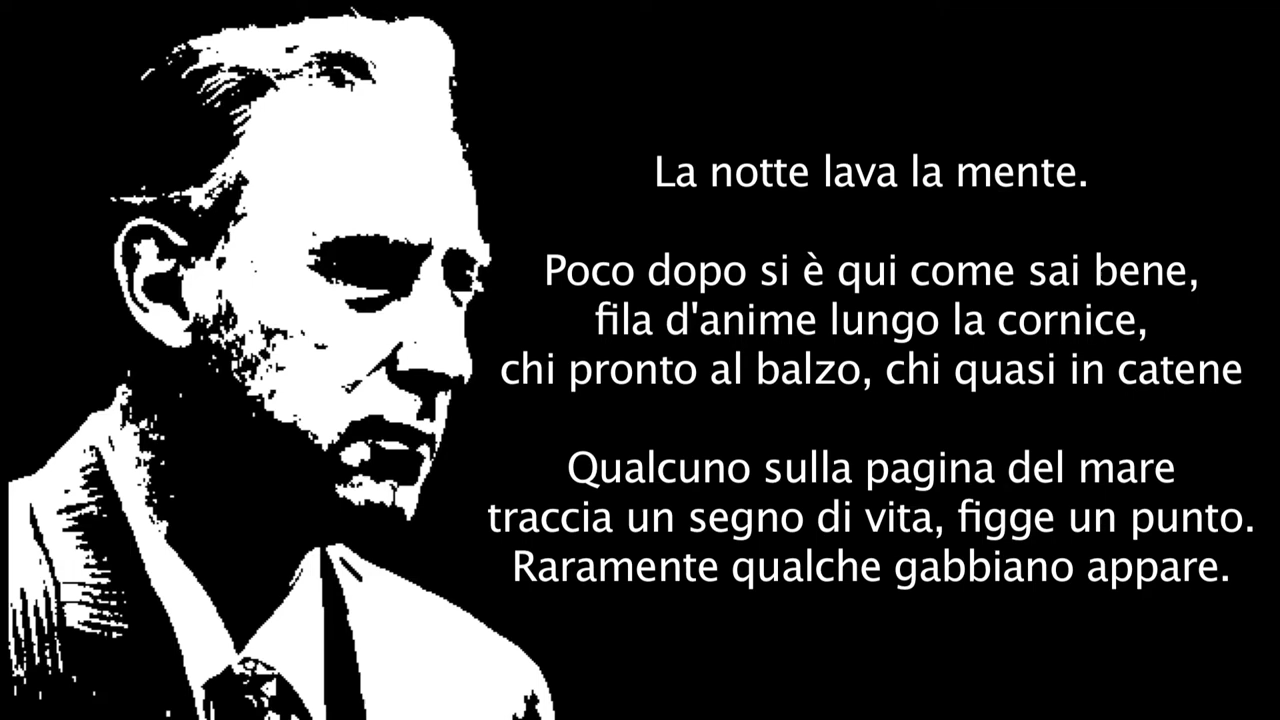 La notte lava la mente.
Poco dopo si è qui come sai bene,
fila d'anime lungo la cornice,
chi pronto al balzo, chi quasi in catene
Qualcuno sulla pagina del mare
traccia un segno di vita, figge un punto.
Raramente qualche gabbiano appare.